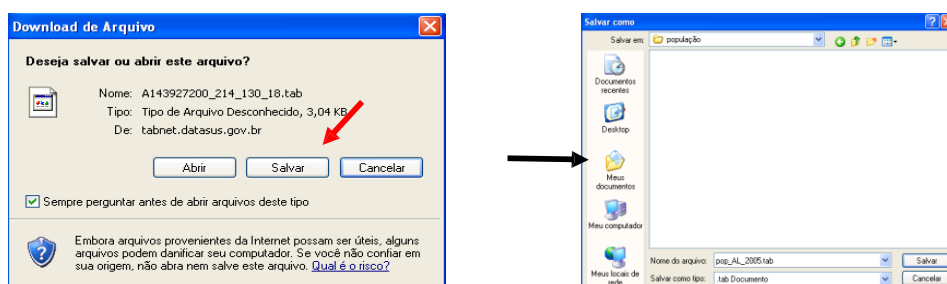 Download de Arquivo
Deseja salvar ou abrir este arquivo?
Nome: A143927200_214_130_18.tab
Tipo: Tipo de Arquivo Desconhecido, 3,04 KB
De: tabnet.datasus.gov.br
Abrir Salvar Cancelar
Sempre perguntar antes de abrir arquivos deste tipo
Embora arquivos provenientes da Internet possam ser úteis, alguns
arquivos podem danificar seu computador. Se você não confiar em
sua origem, não abra nem salve este arquivo. Qual é o risco?
Salvar como
Salvar em: população
Documentos
recentes
Desktop
Meus
documentos
Meu computador
Meus locais de
rede
Nome do arquivo: pop_AL_2005.tab Salvar
Salvar como tipo: .tab Documento Cancelar